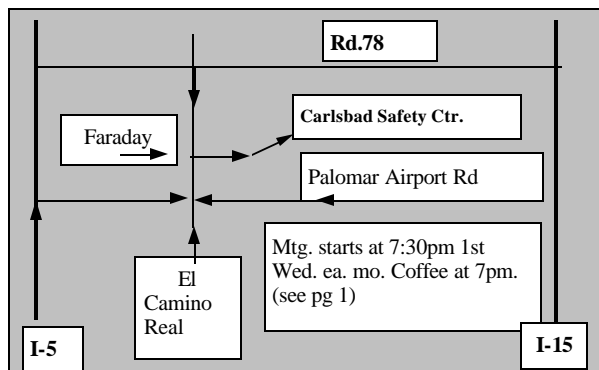 Rd.78
Carlsbad Safety Ctr.
Faraday
Palomar Airport Rd
Mtg. starts at 7:30pm 1st
Wed. ea. mo. Coffee at 7pm.
(see pg 1)
El
Camino
Real
I-5
I-15